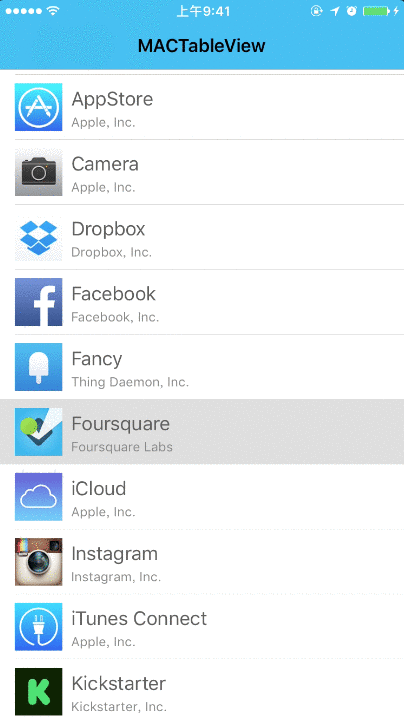 上午9:41
MACTableView
AppStore
Apple, Inc.
Camera
Apple, Inc.
Dropbox
Dropbox, Inc.
Facebook
Facebook, Inc.
Fancy
Thing Daemon, Inc.
Foursquare
Foursquare Labs
iCloud
Apple, Inc.
Instagram
Instagram, Inc.
iTunes Connect
Apple, Inc.
Kickstarter
Kickstarter, Inc.